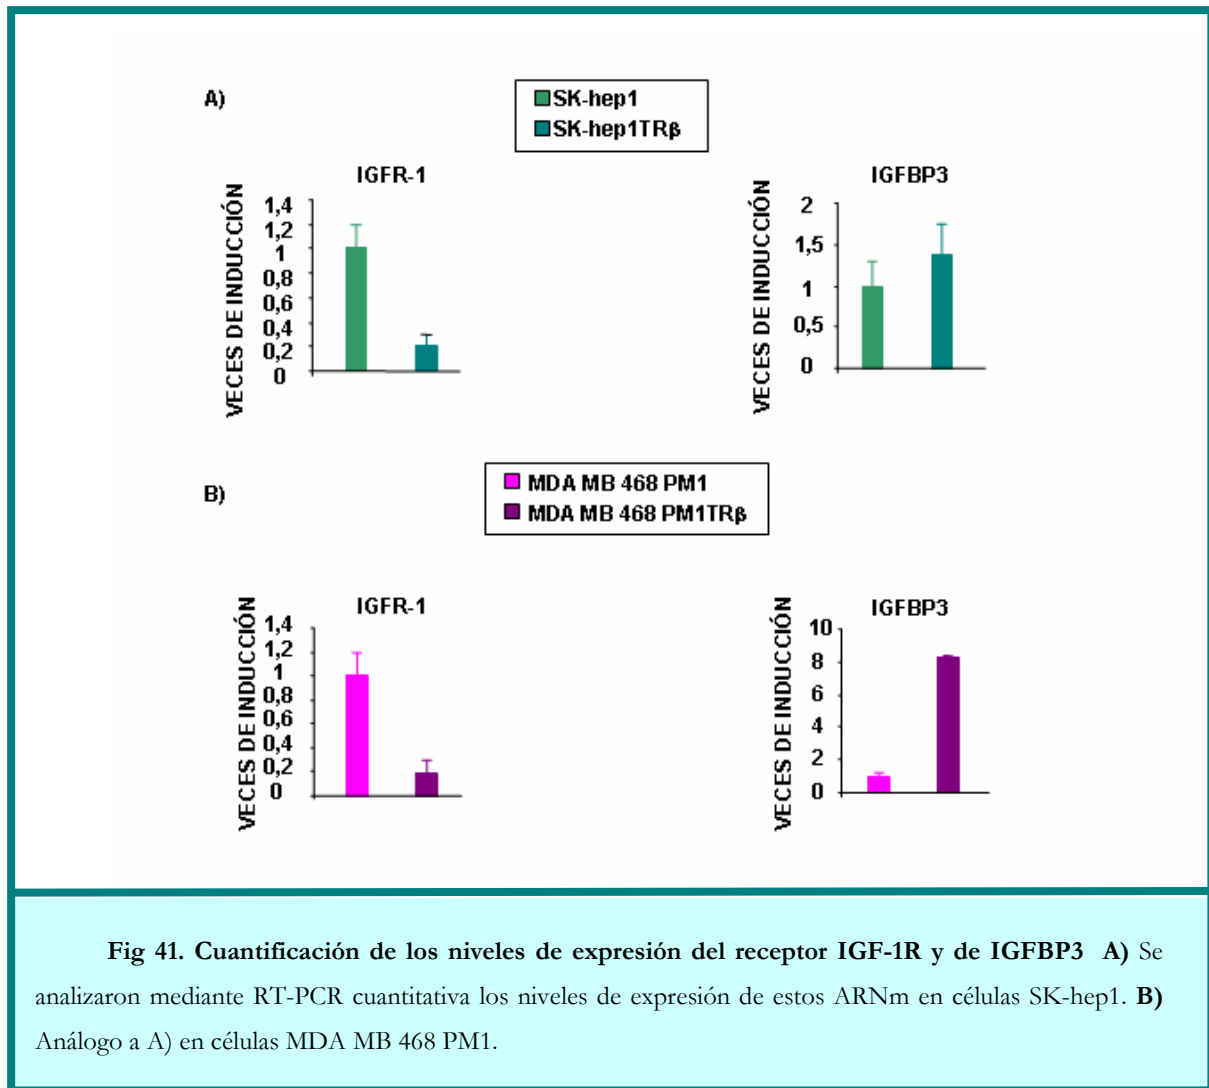 A)
SK-hep1
SK-hep1TRβ
IGFR-1
VECES DE INDUCCIÓN
1,4
1,2
1
0,8
0,6
0,4
0,2
0
IGFBP3
VECES DE INDUCCIÓN
2
1,5
1
0,5
0
B)
MDA MB 468 PM1
MDA MB 468 PM1TRβ
IGFR-1
VECES DE INDUCCIÓN
1,4
1,2
1
0,8
0,6
0,4
0,2
0
IGFBP3
VECES DE INDUCCIÓN
10
8
6
4
2
0
Fig 41. Cuantificación de los niveles de expresión del receptor IGF-1R y de IGFBP3 A) Se
analizaron mediante RT-PCR cuantitativa los niveles de expresión de estos ARNm en células SK-hep1. B)
Análogo a A) en células MDA MB 468 PM1.